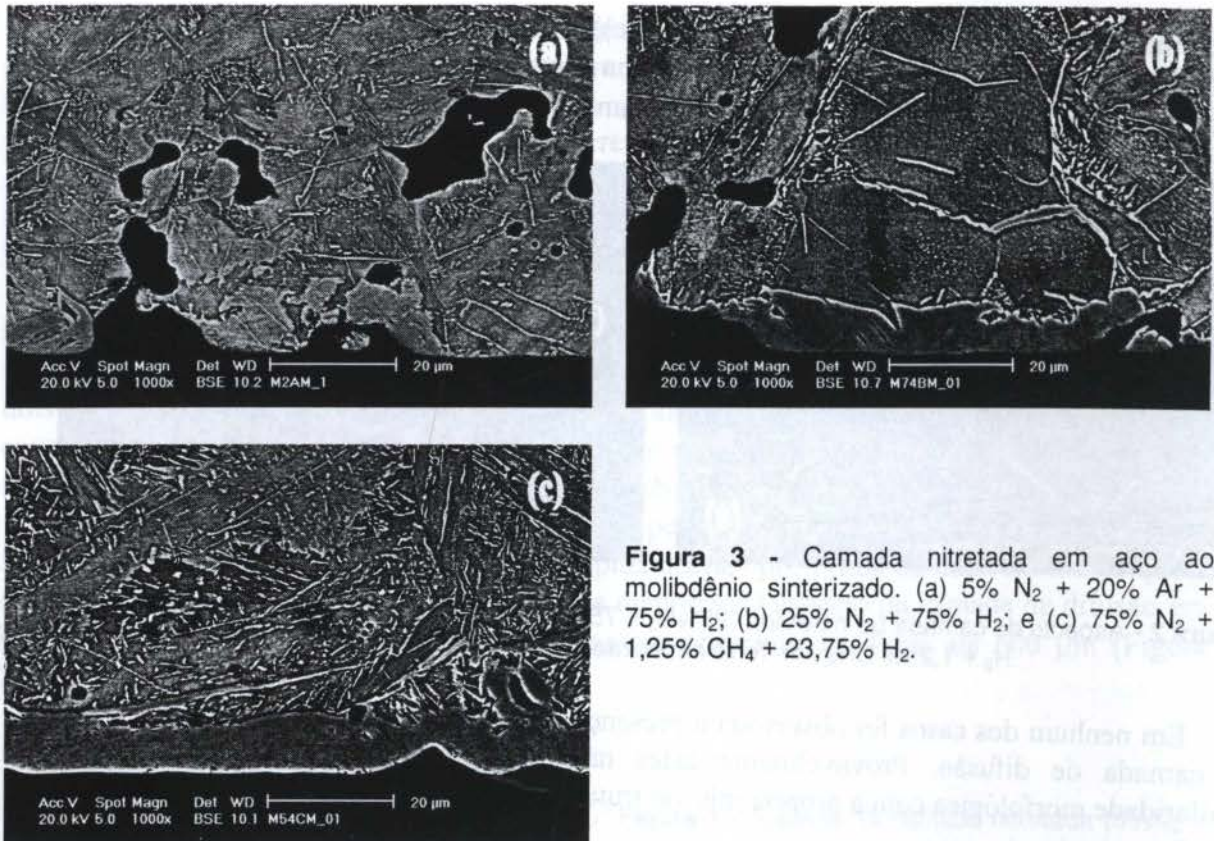 (a)
Acc.V Spot Magn Det WD 20 µm
20.0 kV 5.0 1000x BSE 10.2 M2AM_1
(b)
Acc.V Spot Magn Det WD 20 µm
20.0 kV 5.0 1000x BSE 10.7 M74BM_01
(c)
Acc.V Spot Magn Det WD 20 µm
20.0 kV 5.0 1000x BSE 10.1 M54CM_01
Figura 3 - Camada nitretada em aço ao
molibdênio sinterizado. (a) 5% N₂ + 20% Ar +
75% H₂; (b) 25% N₂ + 75% H₂; e (c) 75% N₂ +
1,25% CH₄ + 23,75% H₂.
Em nenhum dos casos foi
camada de difusão.